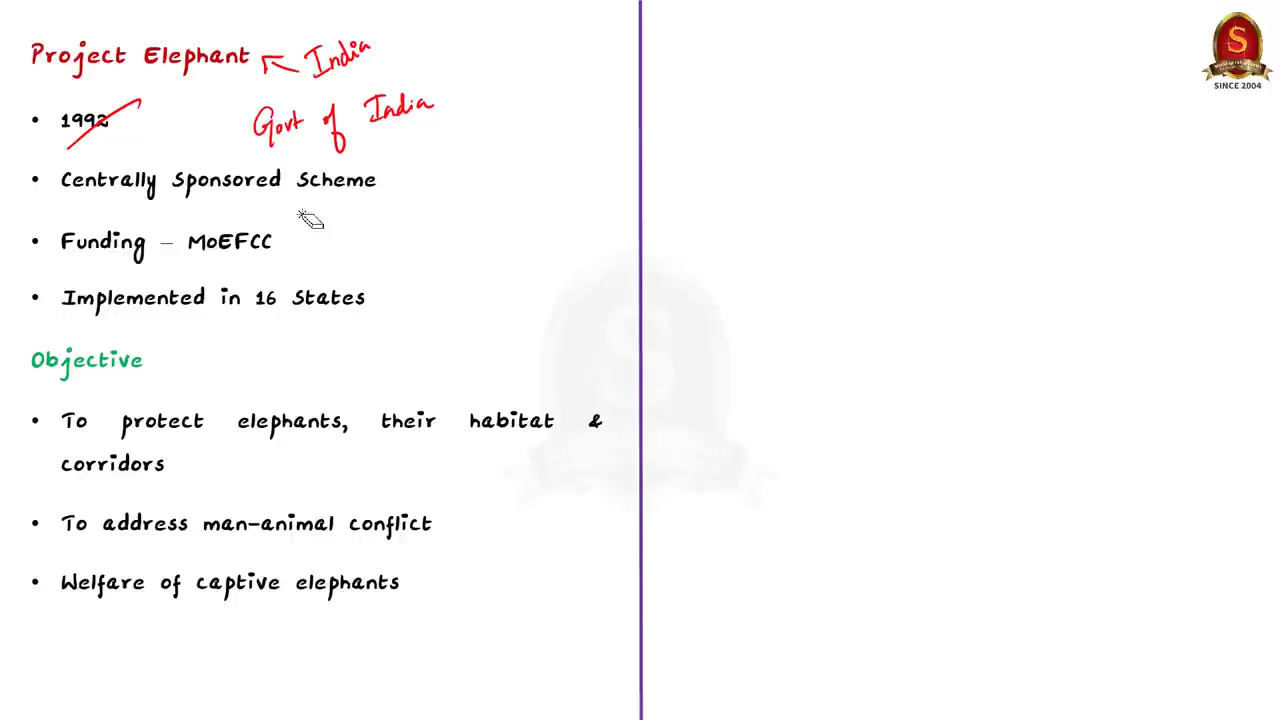 Project Elephant
India
• 1992
Govt of India
• Centrally Sponsored Scheme
• Funding – MoEFCC
• Implemented in 16 States
Objective
• To protect elephants, their habitat &
corridors
• To address man-animal conflict
• Welfare of captive elephants
S
SINCE 2004